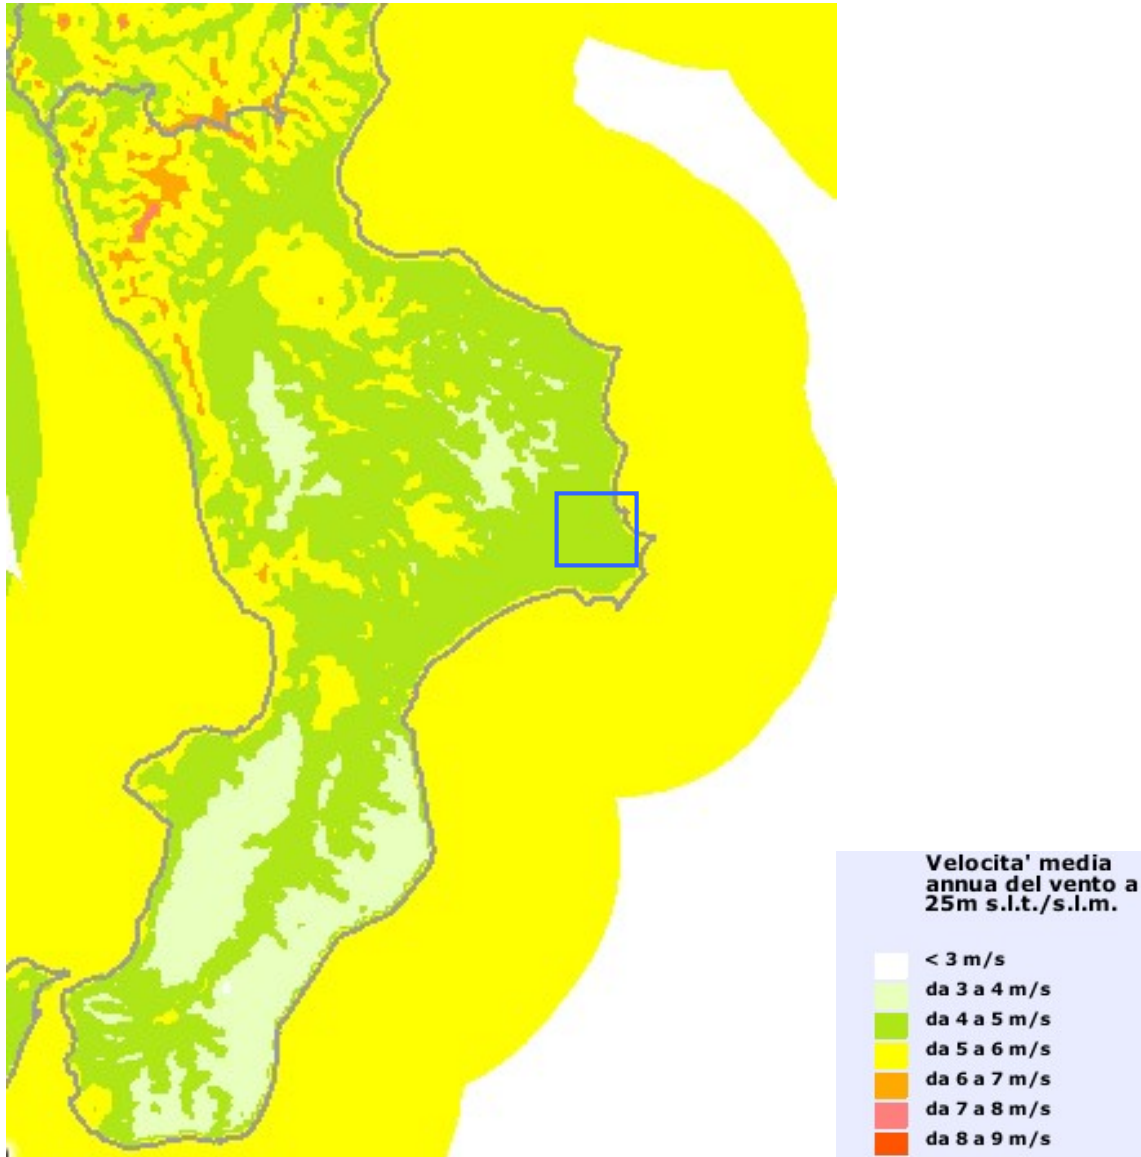 Velocita' media
annua del vento a
25m s.l.t./s.l.m.
< 3 m/s
da 3 a 4 m/s
da 4 a 5 m/s
da 5 a 6 m/s
da 6 a 7 m/s
da 7 a 8 m/s
da 8 a 9 m/s